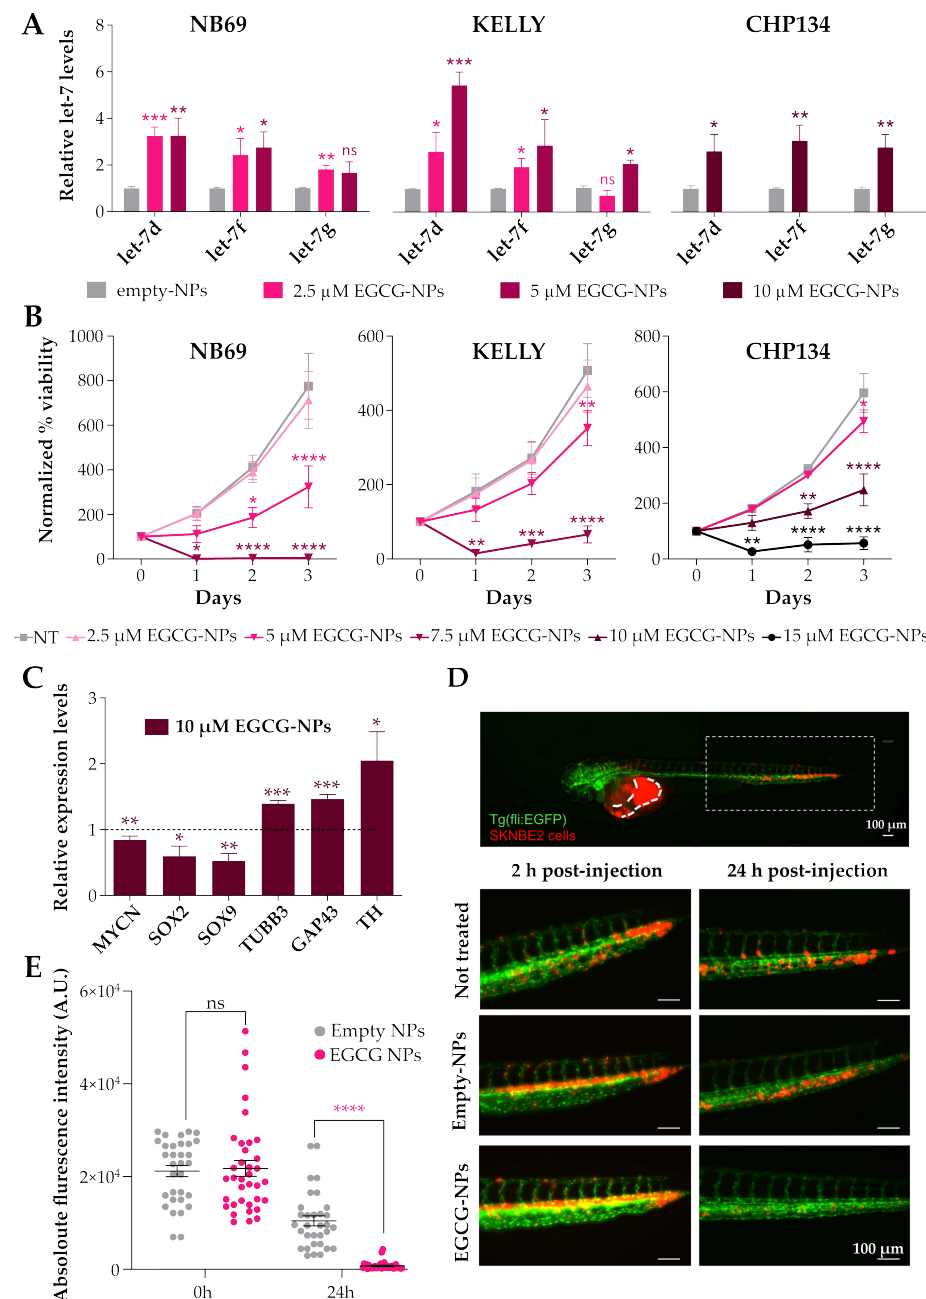 A
NB69
KELLY
CHP134
Relative let-7 levels
8
6
4
2
0
*** ** * * ** ns
* *** * * ns *
* ** **
let-7d let-7f let-7g
let-7d let-7f let-7g
let-7d let-7f let-7g
empty-NPs 2.5 µM EGCG-NPs 5 µM EGCG-NPs 10 µM EGCG-NPs
B
NB69
KELLY
CHP134
Normalized % viability
1000
800
600
400
200
0
* **** ****
* ****
0 1 2 3
Days
600
400
200
0
**
** *** ****
0 1 2 3
Days
800
600
400
200
0
*
** ****
** **** ****
0 1 2 3
Days
NT 2.5 µM EGCG-NPs 5 µM EGCG-NPs 7.5 µM EGCG-NPs 10 µM EGCG-NPs 15 µM EGCG-NPs
C
Relative expression levels
3
2
1
0
10 µM EGCG-NPs
** * ** *** *** *
MYCN SOX2 SOX9 TUBB3 GAP43 TH
D
Tg(fli:EGFP)
SKNBE2 cells
100 µm
2 h post-injection 24 h post-injection
Not treated
Empty-NPs
EGCG-NPs
100 µm
E
Absoloute flurescence intensity (A.U.)
6×10⁴
4×10⁴
2×10⁴
0
ns
****
Empty NPs
EGCG NPs
0h 24h